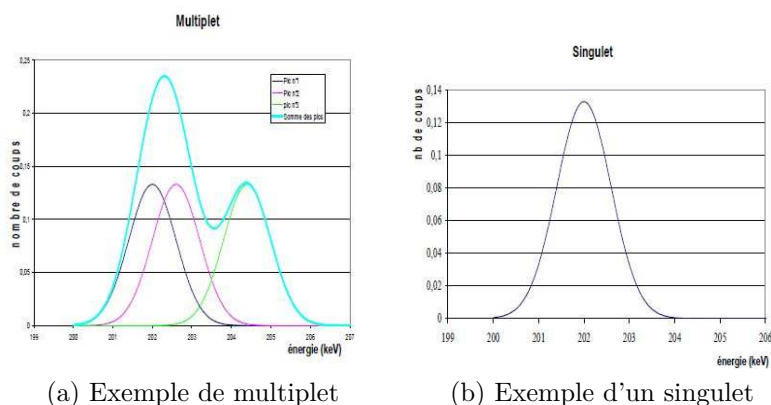 Multiplet
nombre de coups
0,25
0,2
0,15
0,1
0,05
0
199
200
201
202
203
204
205
206
207
énergie (keV)
Pic n°1
Pic n°2
pic n°3
Somme des pics
(a) Exemple de multiplet
Singulet
nb de coups
0,14
0,12
0,1
0,08
0,06
0,04
0,02
0
199
200
201
202
203
204
205
206
énergie (keV)
(b) Exemple d'un singulet